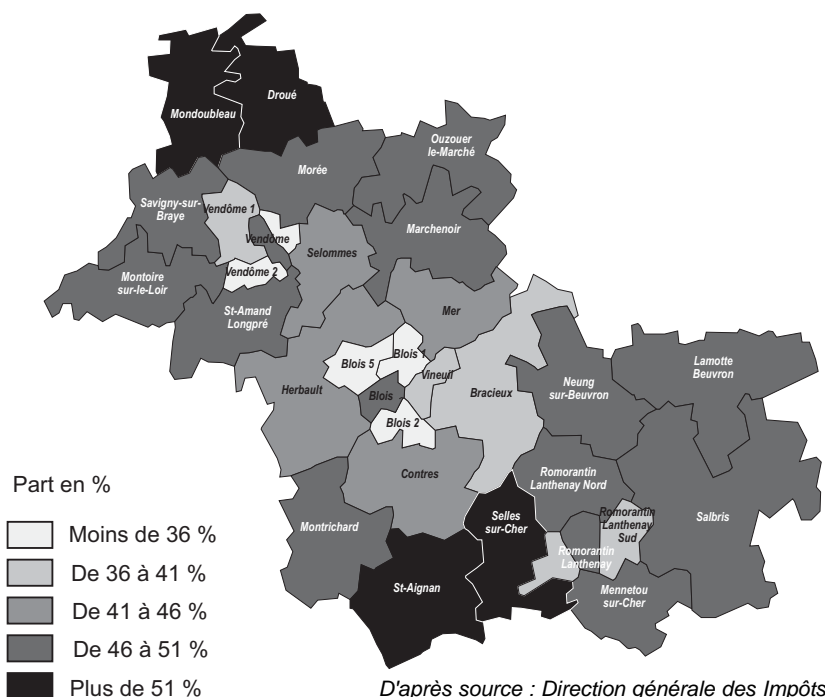 Mondoubleau
Droué
Ouzouer
le-Marché
Morée
Savigny-sur-
Braye
Vendôme 1
Vendôme
Marchenoir
Selommes
Vendôme 2
Montoire
sur-le-Loir
St-Amand
Longpré
Mer
Blois 1
Blois 5
Vineuil
Lamotte
Beuvron
Herbault
Blois
Bracieux
Neung
sur-Beuvron
Blois 2
Contres
Romorantin
Lanthenay Nord
Montrichard
Selles
sur-Cher
Romorantin
Lanthenay
Sud
Salbris
Romorantin
Lanthenay
St-Aignan
Mennetou
sur-Cher
Part en %
Moins de 36 %
De 36 à 41 %
De 41 à 46 %
De 46 à 51 %
Plus de 51 %
D'après source : Direction générale des Impôts